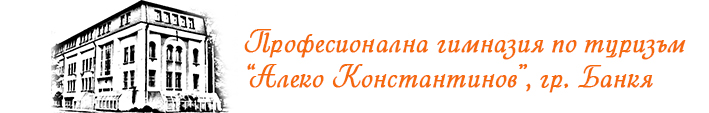 Професионална гимназия по туризъм
“Алеко Константинов”, гр. Банкя